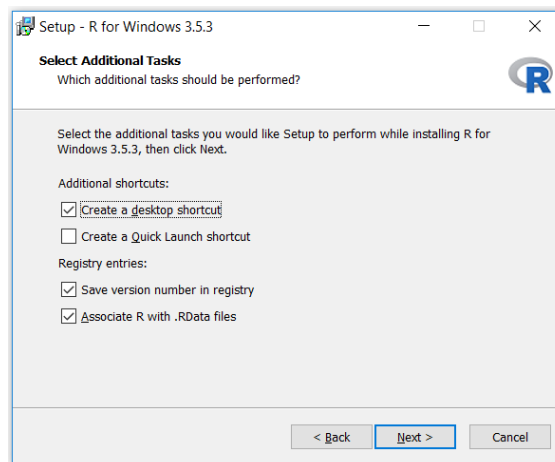 Setup - R for Windows 3.5.3
Select Additional Tasks
Which additional tasks should be performed?
R
Select the additional tasks you would like Setup to perform while installing R for
Windows 3.5.3, then click Next.
Additional shortcuts:
Create a desktop shortcut
Create a Quick Launch shortcut
Registry entries:
Save version number in registry
Associate R with .RData files
< Back Next > Cancel